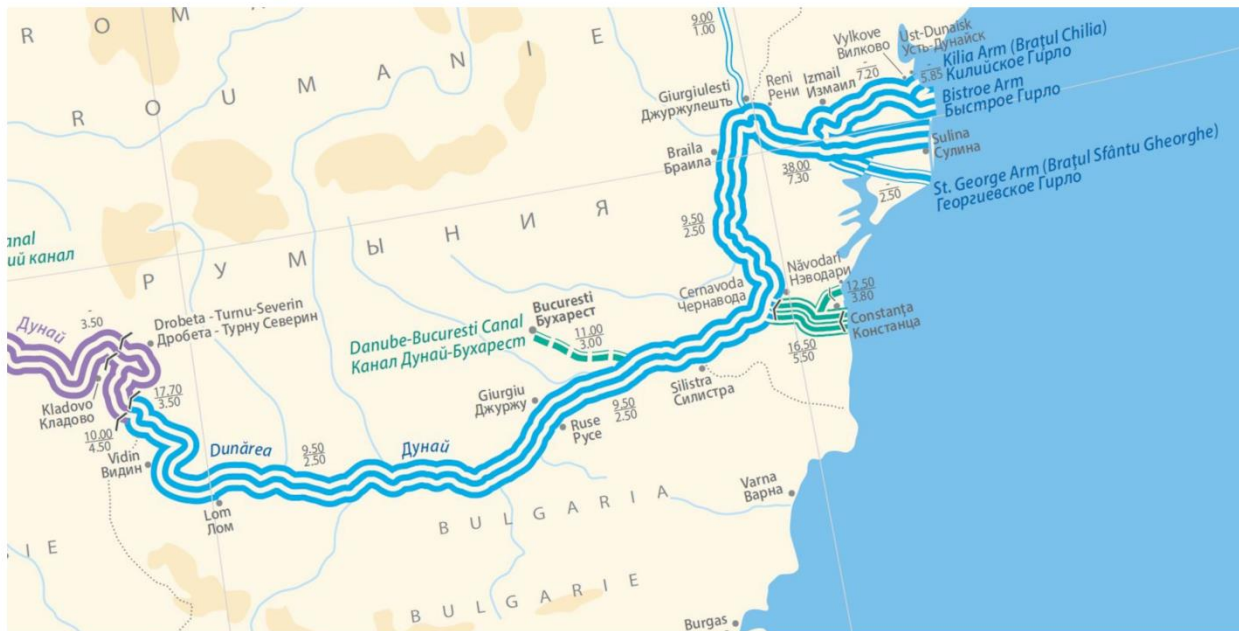 R O M
R O U M A N I E
Р У М Ы Н И Я
9.00
1.00
Vylkove
Вилково
Ust-Dunaisk
Усть-Дунайск
-
7.20
-
5.85
Kilia Arm (Braţul Chilia)
Килийское Гирло
Bistroe Arm
Быстрое Гирло
Giurgiulesti
Джуржулешть
Reni
Рени
Izmail
Измаил
Braila
Браила
38.00
7.30
Sulina
Сулина
St. George Arm (Braţul Sfântu Gheorghe)
Георгиевское Гирло
-
2.50
9.50
2.50
anal
ий канал
Năvodari
Нэводари
12.50
3.80
Cernavoda
Чернавода
Constanţa
Констанца
16.50
5.50
Bucuresti
Бухарест
11.00
3.00
Danube-Bucuresti Canal
Канал Дунай-Бухарест
Дунай
-
3.50
Drobeta - Turnu-Severin
Дробета - Турну Северин
Kladovo
Кладово
17.70
3.50
10.00
4.50
Giurgiu
Джуржу
Silistra
Силистра
9.50
2.50
Ruse
Русе
Vidin
Видин
Dunărea
9.50
2.50
Дунай
Lom
Лом
Varna
Варна
IE
B U L G A R I A
B U L G A R I E
Burgas